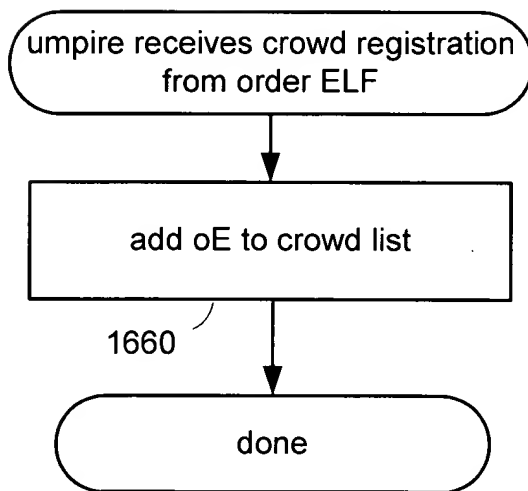 umpire receives crowd registration
from order ELF
add oE to crowd list
1660
done